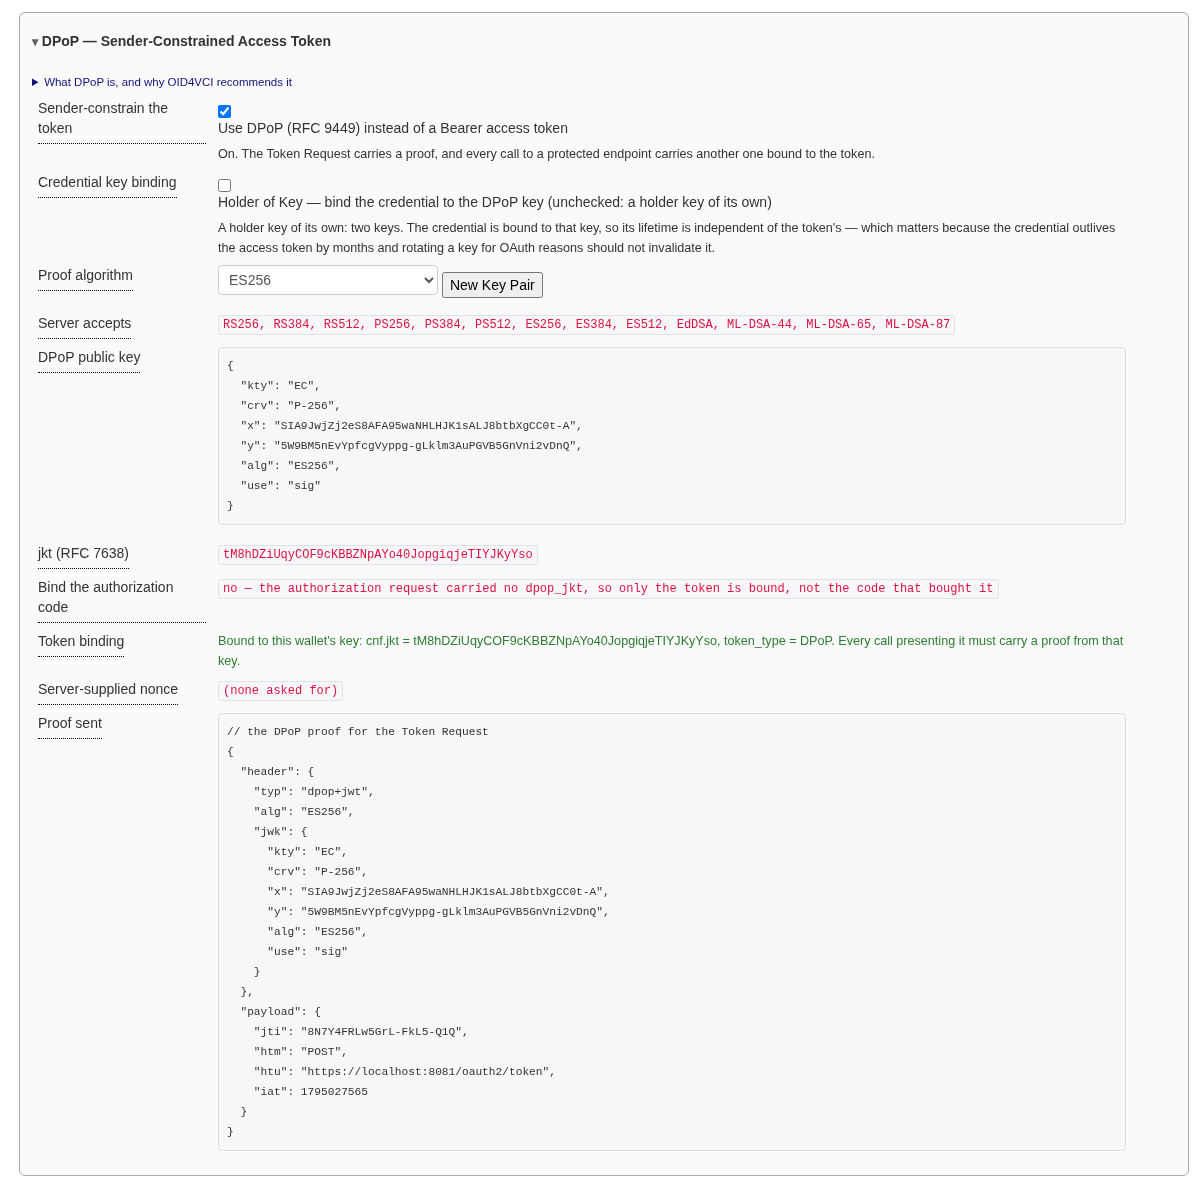 ▾ DPoP — Sender-Constrained Access Token
▶ What DPoP is, and why OID4VCI recommends it
Sender-constrain the
token
Use DPoP (RFC 9449) instead of a Bearer access token
On. The Token Request carries a proof, and every call to a protected endpoint carries another one bound to the token.
Credential key binding
Holder of Key — bind the credential to the DPoP key (unchecked: a holder key of its own)
A holder key of its own: two keys. The credential is bound to that key, so its lifetime is independent of the token's — which matters because the credential outlives
the access token by months and rotating a key for OAuth reasons should not invalidate it.
Proof algorithm
ES256
New Key Pair
Server accepts
RS256, RS384, RS512, PS256, PS384, PS512, ES256, ES384, ES512, EdDSA, ML-DSA-44, ML-DSA-65, ML-DSA-87
DPoP public key
{
  "kty": "EC",
  "crv": "P-256",
  "x": "SIA9JwjZj2eS8AFA95waNHLHJK1sALJ8btbXgCC0t-A",
  "y": "5W9BM5nEvYpfcgVyppg-gLklm3AuPGVB5GnVni2vDnQ",
  "alg": "ES256",
  "use": "sig"
}
jkt (RFC 7638)
tM8hDZiUqyCOF9cKBBZNpAYo40JopgiqjeTIYJKyYso
Bind the authorization
code
no — the authorization request carried no dpop_jkt, so only the token is bound, not the code that bought it
Token binding
Bound to this wallet's key: cnf.jkt = tM8hDZiUqyCOF9cKBBZNpAYo40JopgiqjeTIYJKyYso, token_type = DPoP. Every call presenting it must carry a proof from that
key.
Server-supplied nonce
(none asked for)
Proof sent
// the DPoP proof for the Token Request
{
  "header": {
    "typ": "dpop+jwt",
    "alg": "ES256",
    "jwk": {
      "kty": "EC",
      "crv": "P-256",
      "x": "SIA9JwjZj2eS8AFA95waNHLHJK1sALJ8btbXgCC0t-A",
      "y": "5W9BM5nEvYpfcgVyppg-gLklm3AuPGVB5GnVni2vDnQ",
      "alg": "ES256",
      "use": "sig"
    }
  },
  "payload": {
    "jti": "8N7Y4FRLw5GrL-FkL5-Q1Q",
    "htm": "POST",
    "htu": "https://localhost:8081/oauth2/token",
    "iat": 1795027565
  }
}